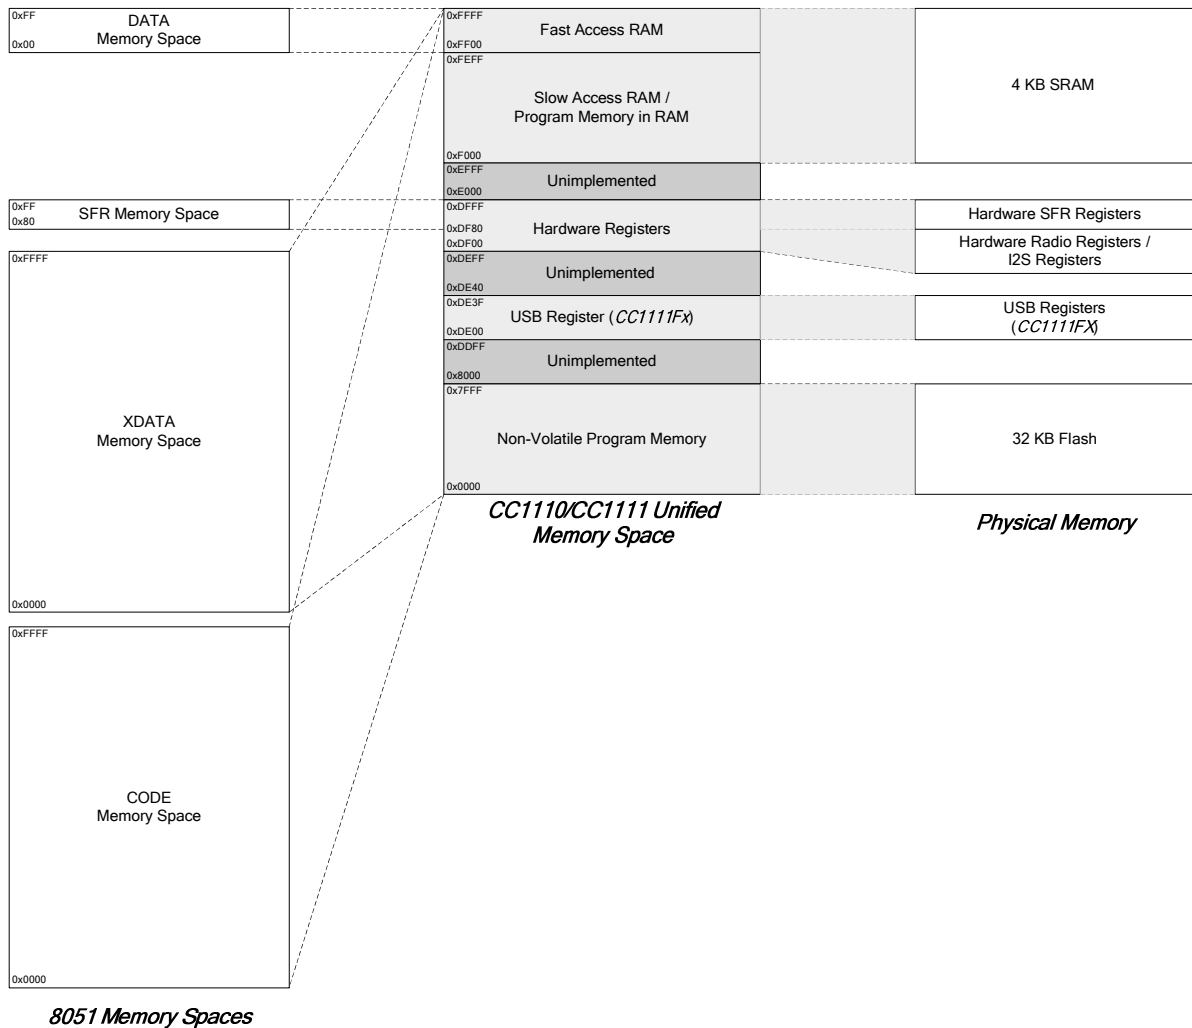 0xFF
DATA
Memory Space
0x00
0xFF
SFR Memory Space
0x80
0xFFFF
XDATA
Memory Space
0x0000
0xFFFF
CODE
Memory Space
0x0000
8051 Memory Spaces
0xFFFF
Fast Access RAM
0xFF00
0xFEFF
Slow Access RAM /
Program Memory in RAM
0xF000
0xEFFF
Unimplemented
0xE000
0xDFFF
0xDF80
Hardware Registers
0xDF00
0xDEFF
Unimplemented
0xDE40
0xDE3F
USB Register (CC1111Fx)
0xDE00
0xDDFF
Unimplemented
0x8000
0x7FFF
Non-Volatile Program Memory
0x0000
CC1110/CC1111 Unified
Memory Space
4 KB SRAM
Hardware SFR Registers
Hardware Radio Registers /
I2S Registers
USB Registers
(CC1111FX)
32 KB Flash
Physical Memory